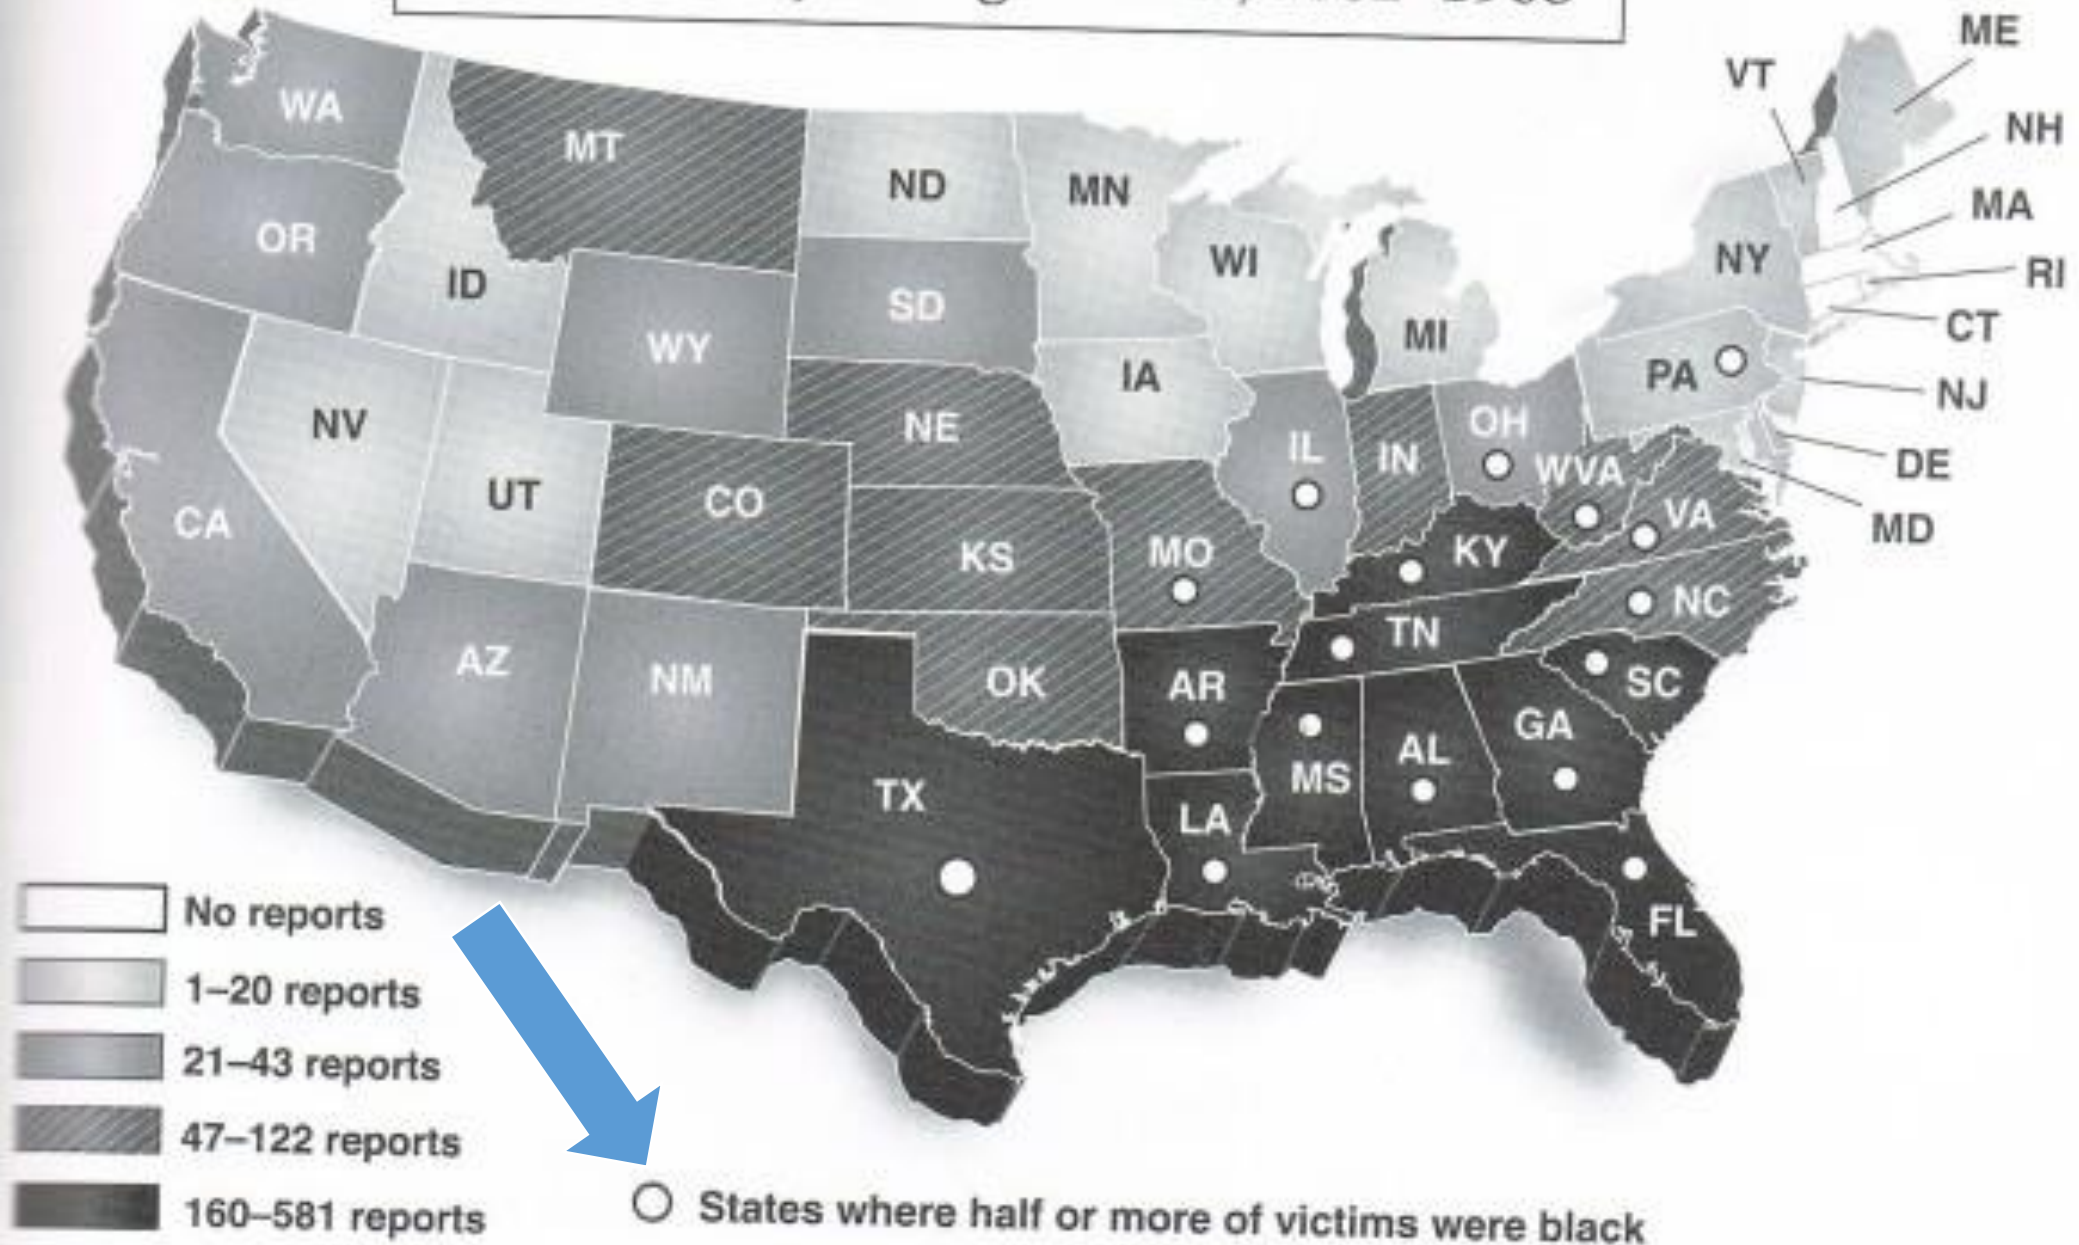 ME
VT
WA
MT
NH
ND
MN
MA
OR
NY
WI
RI
ID
SD
CT
WY
MI
PA
IA
NJ
NE
NV
OH
IL
IN
WVA
DE
UT
CO
VA
CA
MD
KS
MO
KY
NC
TN
AZ
NM
OK
AR
SC
GA
AL
MS
TX
LA
No reports
FL
1–20 reports
21–43 reports
47–122 reports
160–581 reports
States where half or more of victims were black